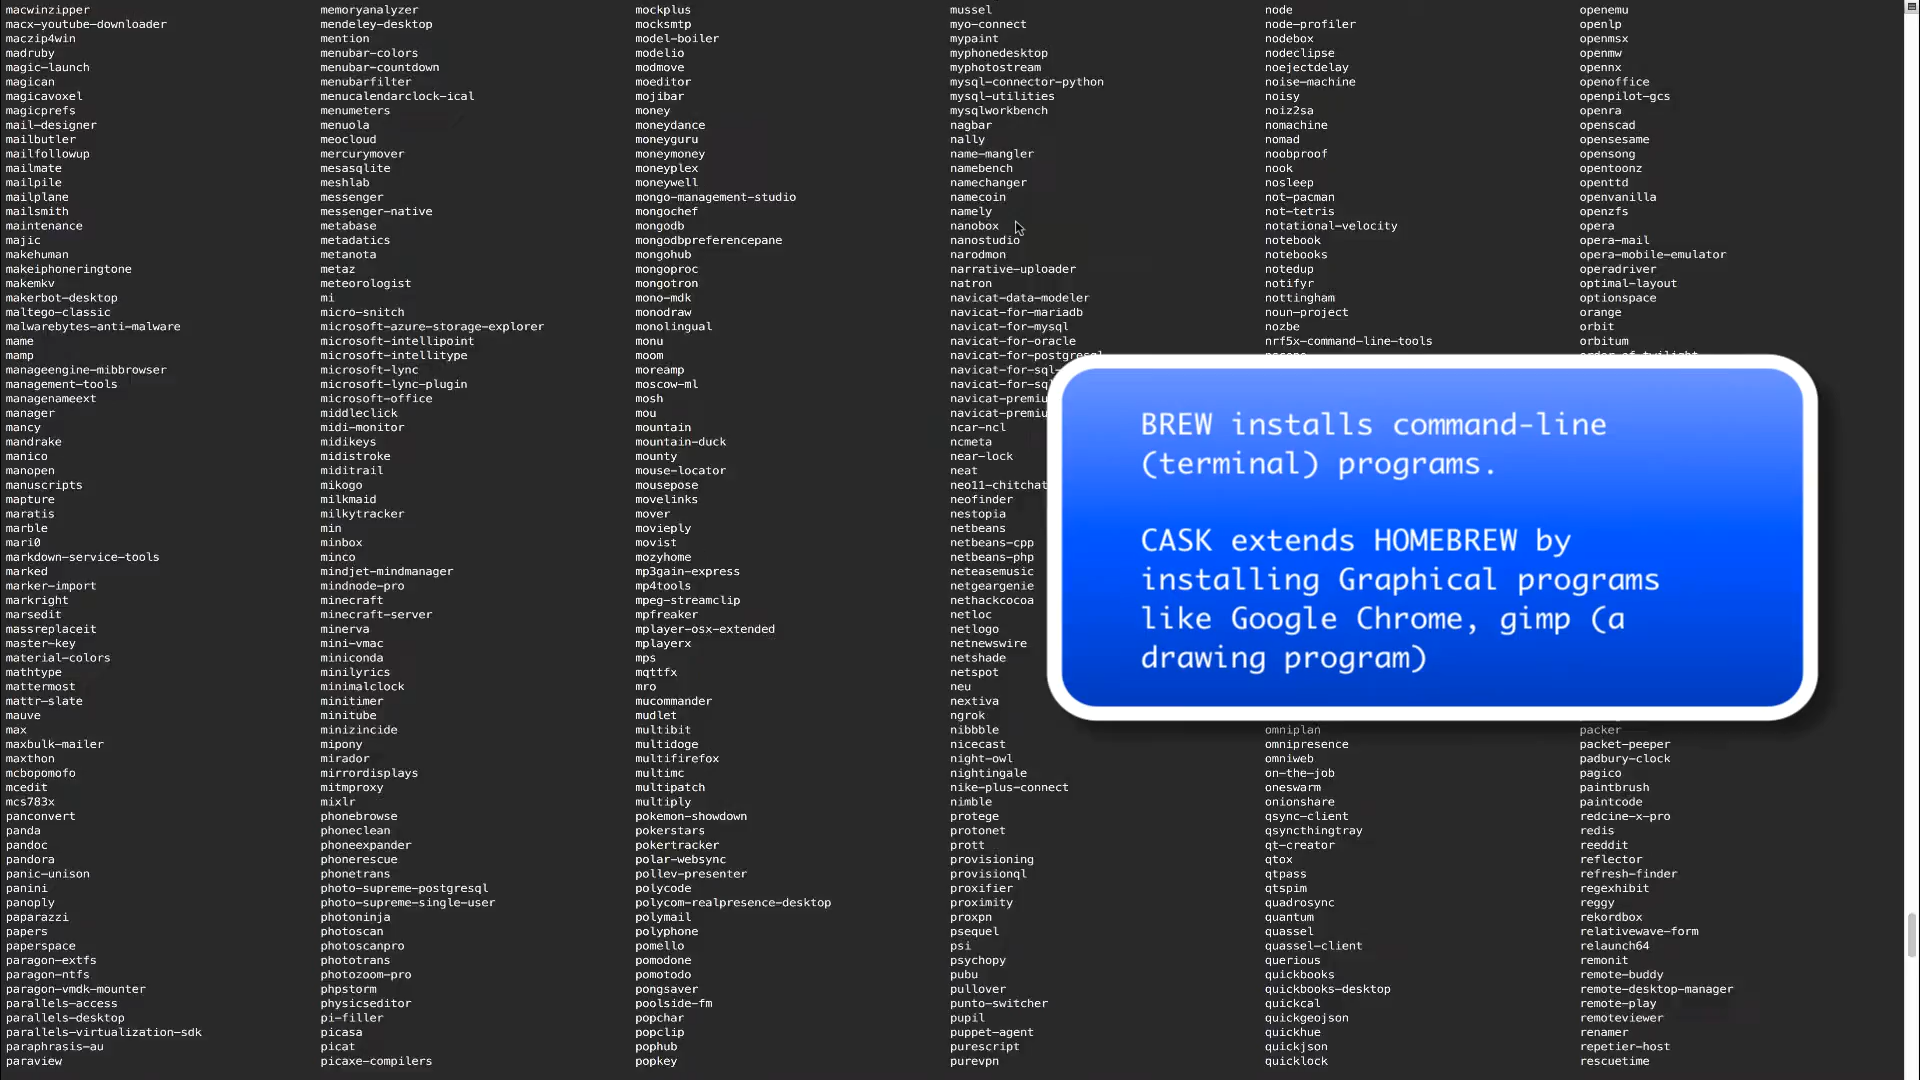 macwinzipper
macx-youtube-downloader
maczip4win
madruby
magic-launch
magican
magicavoxel
magicprefs
mail-designer
mailbutler
mailfollowup
mailmate
mailpile
mailplane
mailsmith
maintenance
majic
makehuman
makeiphoneringtone
makemkv
makerbot-desktop
maltego-classic
malwarebytes-anti-malware
mame
mamp
manageengine-mibbrowser
management-tools
managenameext
manager
mancy
mandrake
manico
manopen
manuscripts
mapture
maratis
marble
mari0
markdown-service-tools
marked
marker-import
markright
marsedit
massreplaceit
master-key
material-colors
mathtype
mattermost
mattr-slate
mauve
max
maxbulk-mailer
maxthon
mcbopomofo
mcedit
mcs783x
memoryanalyzer
mendeley-desktop
mention
menubar-colors
menubar-countdown
menubarfilter
menucalendarclock-ical
menumeters
menuola
meocloud
mercurymover
mesasqlite
meshlab
messenger
messenger-native
metabase
metadatics
metanota
metaz
meteorologist
mi
micro-snitch
microsoft-azure-storage-explorer
microsoft-intellipoint
microsoft-intellitype
microsoft-lync
microsoft-lync-plugin
microsoft-office
middleclick
midi-monitor
midikeys
midistroke
miditrail
mikogo
milkmaid
milkytracker
min
minbox
minco
mindjet-mindmanager
mindnode-pro
minecraft
minecraft-server
minerva
mini-vmac
miniconda
minilyrics
minimalclock
minitimer
minitube
minizincide
mipony
mirador
mirrordisplays
mitmproxy
mixlr
mockplus
mocksmtp
model-boiler
modelio
modmove
moeditor
mojibar
money
moneydance
moneyguru
moneymoney
moneyplex
moneywell
mongo-management-studio
mongochef
mongodb
mongodbpreferencepane
mongohub
mongoproc
mongotron
mono-mdk
monodraw
monolingual
monu
moom
moreamp
moscow-ml
mosh
mou
mountain
mountain-duck
mounty
mouse-locator
mousepose
movelinks
mover
movieply
movist
mozyhome
mp3gain-express
mp4tools
mpeg-streamclip
mpfreaker
mplayer-osx-extended
mplayerx
mps
mqttfx
mro
mucommander
mudlet
multibit
multidoge
multifirefox
multimc
multipatch
multiply
mussel
myo-connect
mypaint
myphonedesktop
myphotostream
mysql-connector-python
mysql-utilities
mysqlworkbench
nagbar
nally
name-mangler
namebench
namechanger
namecoin
namely
nanobox
nanostudio
narodmon
narrative-uploader
natron
navicat-data-modeler
navicat-for-mariadb
navicat-for-mysql
navicat-for-oracle
navicat-for-postgresql
navicat-for-sql-
navicat-for-sq
navicat-premiu
navicat-premiu
ncar-ncl
ncmeta
near-lock
neat
neo11-chitchat
neofinder
nestopia
netbeans
netbeans-cpp
netbeans-php
neteasemusic
netgeargenie
nethackcocoa
netloc
netlogo
netnewswire
netshade
netspot
neu
nextiva
ngrok
nibbble
nicecast
night-owl
nightingale
nike-plus-connect
nimble
node
node-profiler
nodebox
nodeclipse
noejectdelay
noise-machine
noisy
noiz2sa
nomachine
nomad
noobproof
nook
nosleep
not-pacman
not-tetris
notational-velocity
notebook
notebooks
notedup
notifyr
nottingham
noun-project
nozbe
nrf5x-command-line-tools
omniplan
omnipresence
omniweb
on-the-job
oneswarm
onionshare
openemu
openlp
openmsx
openmw
opennx
openoffice
openpilot-gcs
openra
openscad
opensesame
opensong
opentoonz
openttd
openvanilla
openzfs
opera
opera-mail
opera-mobile-emulator
operadriver
optimal-layout
optionspace
orange
orbit
orbitum
packer
packet-peeper
padbury-clock
pagico
paintbrush
paintcode
BREW installs command-line
(terminal) programs.
CASK extends HOMEBREW by
installing Graphical programs
like Google Chrome, gimp (a
drawing program)
panconvert
panda
pandoc
pandora
panic-unison
panini
panoply
paparazzi
papers
paperspace
paragon-extfs
paragon-ntfs
paragon-vmdk-mounter
parallels-access
parallels-desktop
parallels-virtualization-sdk
paraphrasis-au
paraview
phonebrowse
phoneclean
phoneexpander
phonerescue
phonetrans
photo-supreme-postgresql
photo-supreme-single-user
photoninja
photoscan
photoscanpro
phototrans
photozoom-pro
phpstorm
physicseditor
pi-filler
picasa
picat
picaxe-compilers
pokemon-showdown
pokerstars
pokertracker
polar-websync
pollev-presenter
polycode
polycom-realpresence-desktop
polymail
polyphone
pomello
pomodone
pomotodo
pongsaver
poolside-fm
popchar
popclip
pophub
popkey
protege
protonet
prott
provisioning
provisionql
proxifier
proximity
proxpn
psequel
psi
psychopy
pubu
pullover
punto-switcher
pupil
puppet-agent
purescript
purevpn
qsync-client
qsyncthingtray
qt-creator
qtox
qtpass
qtspim
quadrosync
quantum
quassel
quassel-client
querious
quickbooks
quickbooks-desktop
quickcal
quickgeojson
quickhue
quickjson
quicklock
redcine-x-pro
redis
reeddit
reflector
refresh-finder
regexhibit
reggy
rekordbox
relativewave-form
relaunch64
remonit
remote-buddy
remote-desktop-manager
remote-play
remoteviewer
renamer
repetier-host
rescuetime